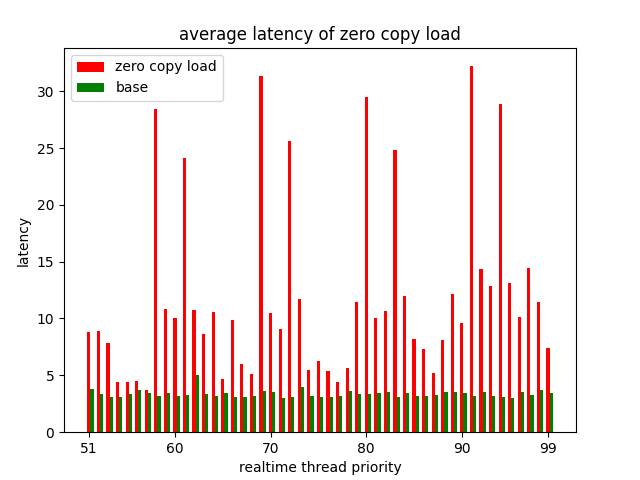 average latency of zero copy load
zero copy load
base
30
25
20
15
10
5
0
latency
51 60 70 80 90 99
realtime thread priority